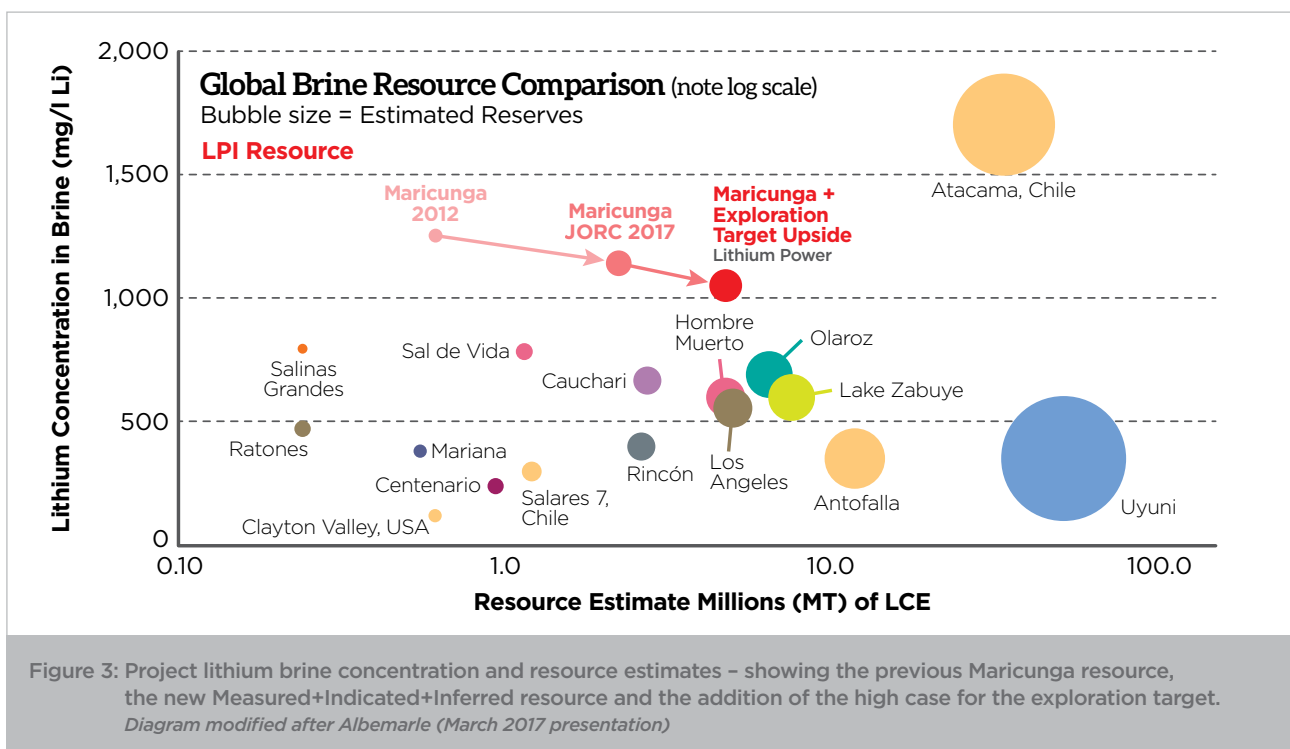 Global Brine Resource Comparison (note log scale)
Bubble size = Estimated Reserves
LPI Resource
Lithium Concentration in Brine (mg/l Li)
2,000
1,500
1,000
500
0
Maricunga
2012
Maricunga
JORC 2017
Maricunga +
Exploration
Target Upside
Lithium Power
Atacama, Chile
Salinas
Grandes
Sal de Vida
Cauchari
Hombre
Muerto
Olaroz
Lake Zabuye
Ratones
Mariana
Centenario
Clayton Valley, USA
Salares 7,
Chile
Rincón
Los
Angeles
Antofalla
Uyuni
0.10
1.0
10.0
100.0
Resource Estimate Millions (MT) of LCE
Figure 3: Project lithium brine concentration and resource estimates – showing the previous Maricunga resource,
the new Measured+Indicated+Inferred resource and the addition of the high case for the exploration target.
Diagram modified after Albemarle (March 2017 presentation)